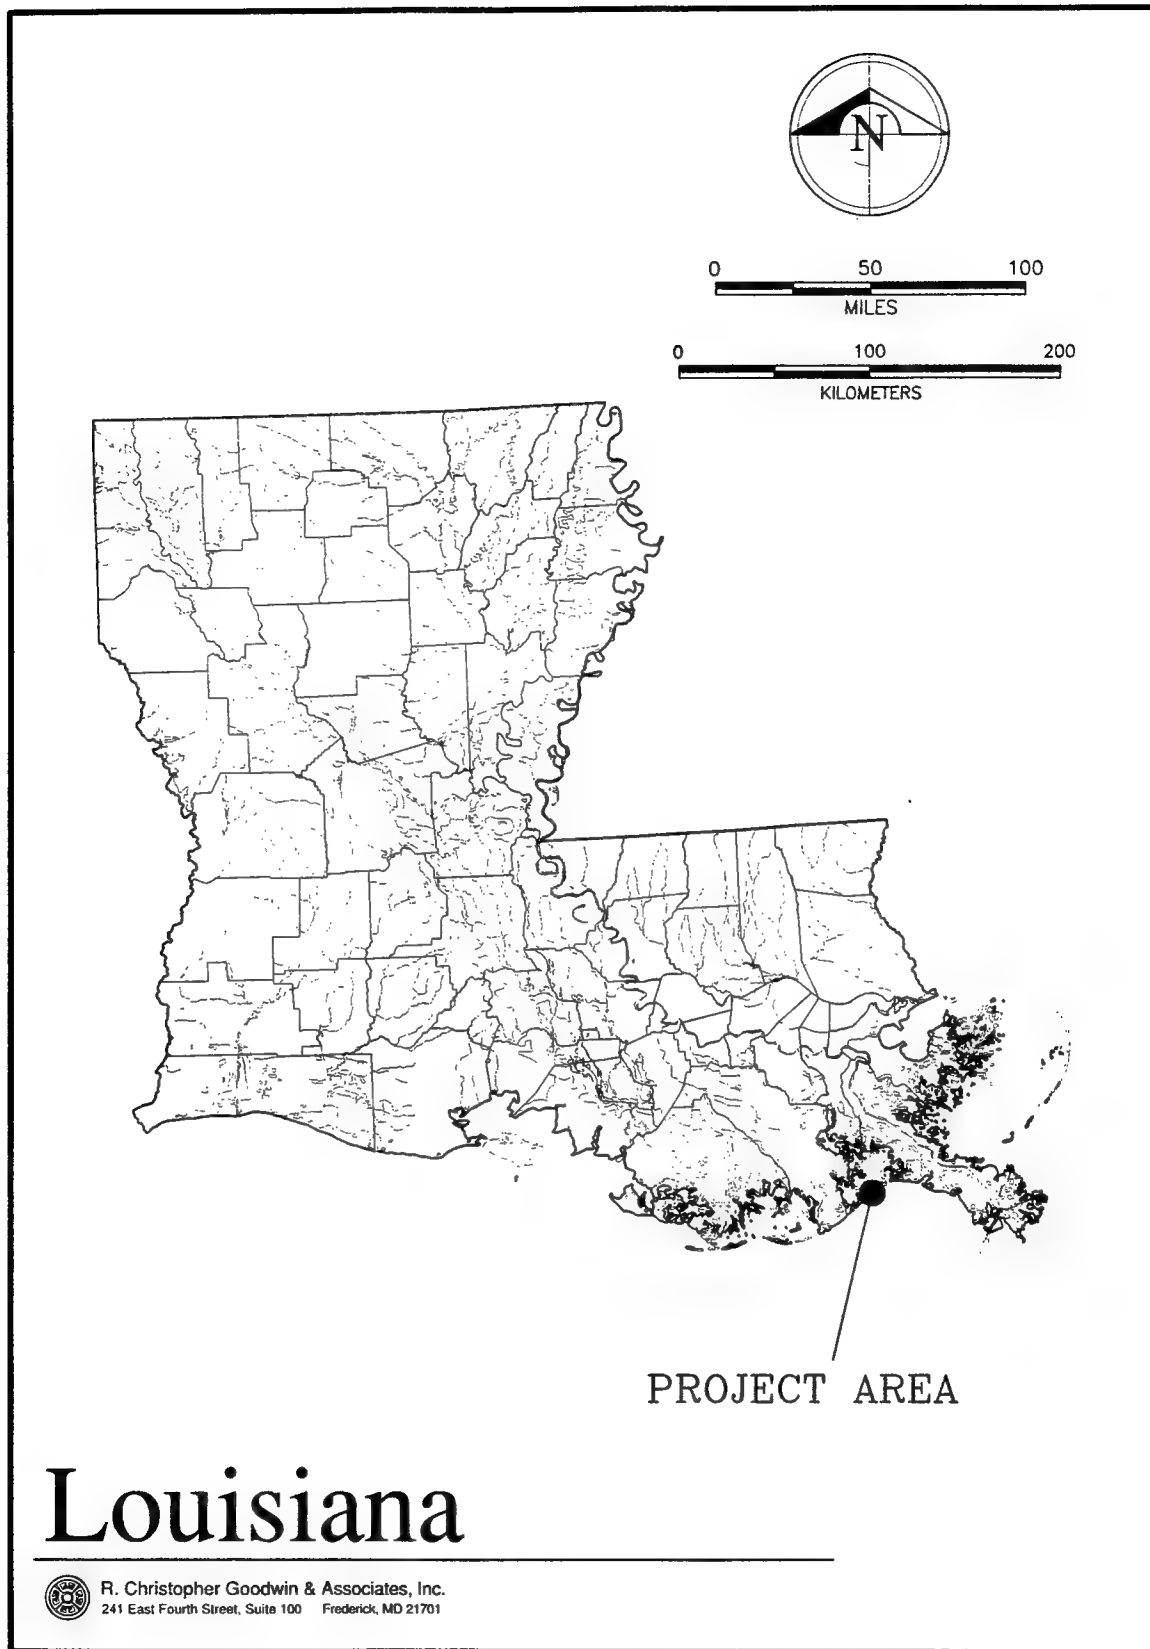 N
0 50 100
MILES
0 100 200
KILOMETERS
PROJECT AREA
Louisiana
R. Christopher Goodwin & Associates, Inc.
241 East Fourth Street, Suite 100 Frederick, MD 21701